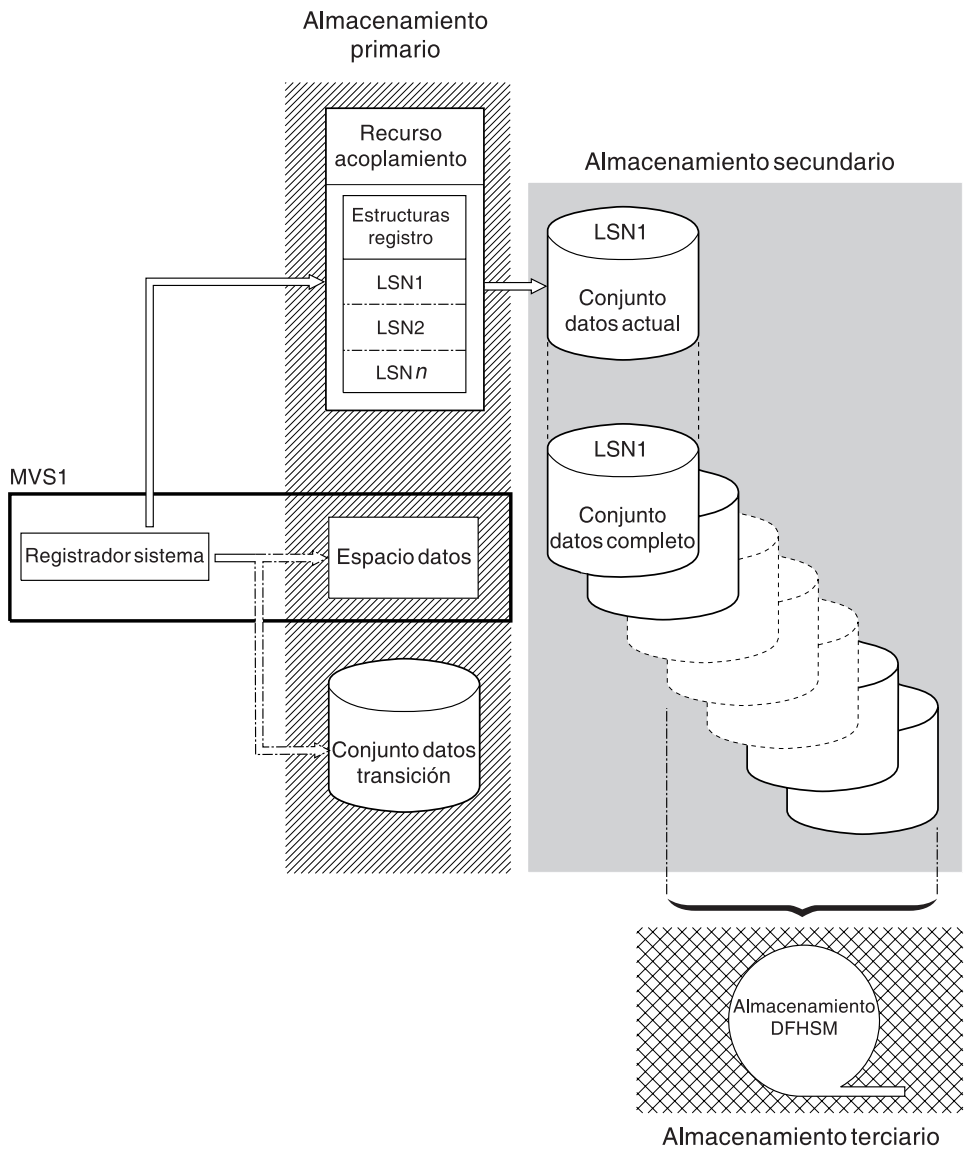 Almacenamiento
primario
Recurso
acoplamiento
Estructuras
registro
LSN1
LSN2
LSNn
Almacenamiento secundario
LSN1
Conjunto
datos actual
LSN1
Conjunto
datos completo
MVS1
Registrador sistema
Espacio datos
Conjunto datos
transición
Almacenamiento
DFHSM
Almacenamiento terciario